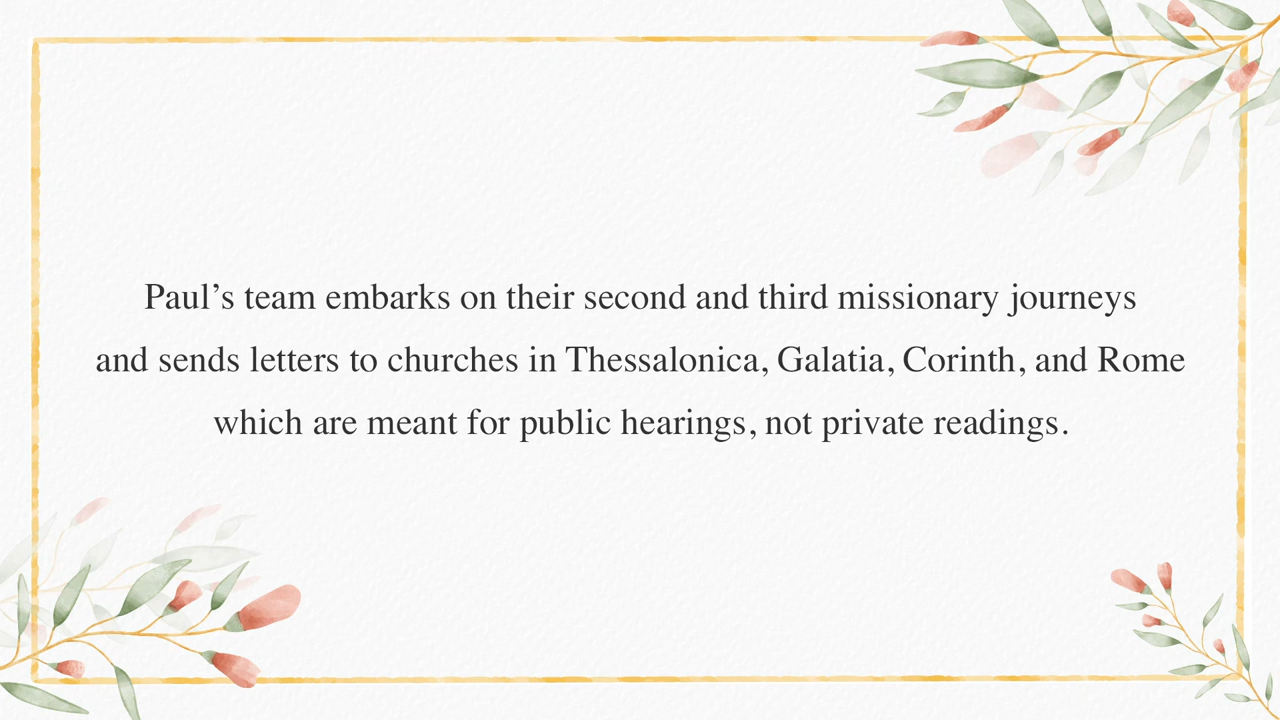 Paul’s team embarks on their second and third missionary journeys
and sends letters to churches in Thessalonica, Galatia, Corinth, and Rome
which are meant for public hearings, not private readings.